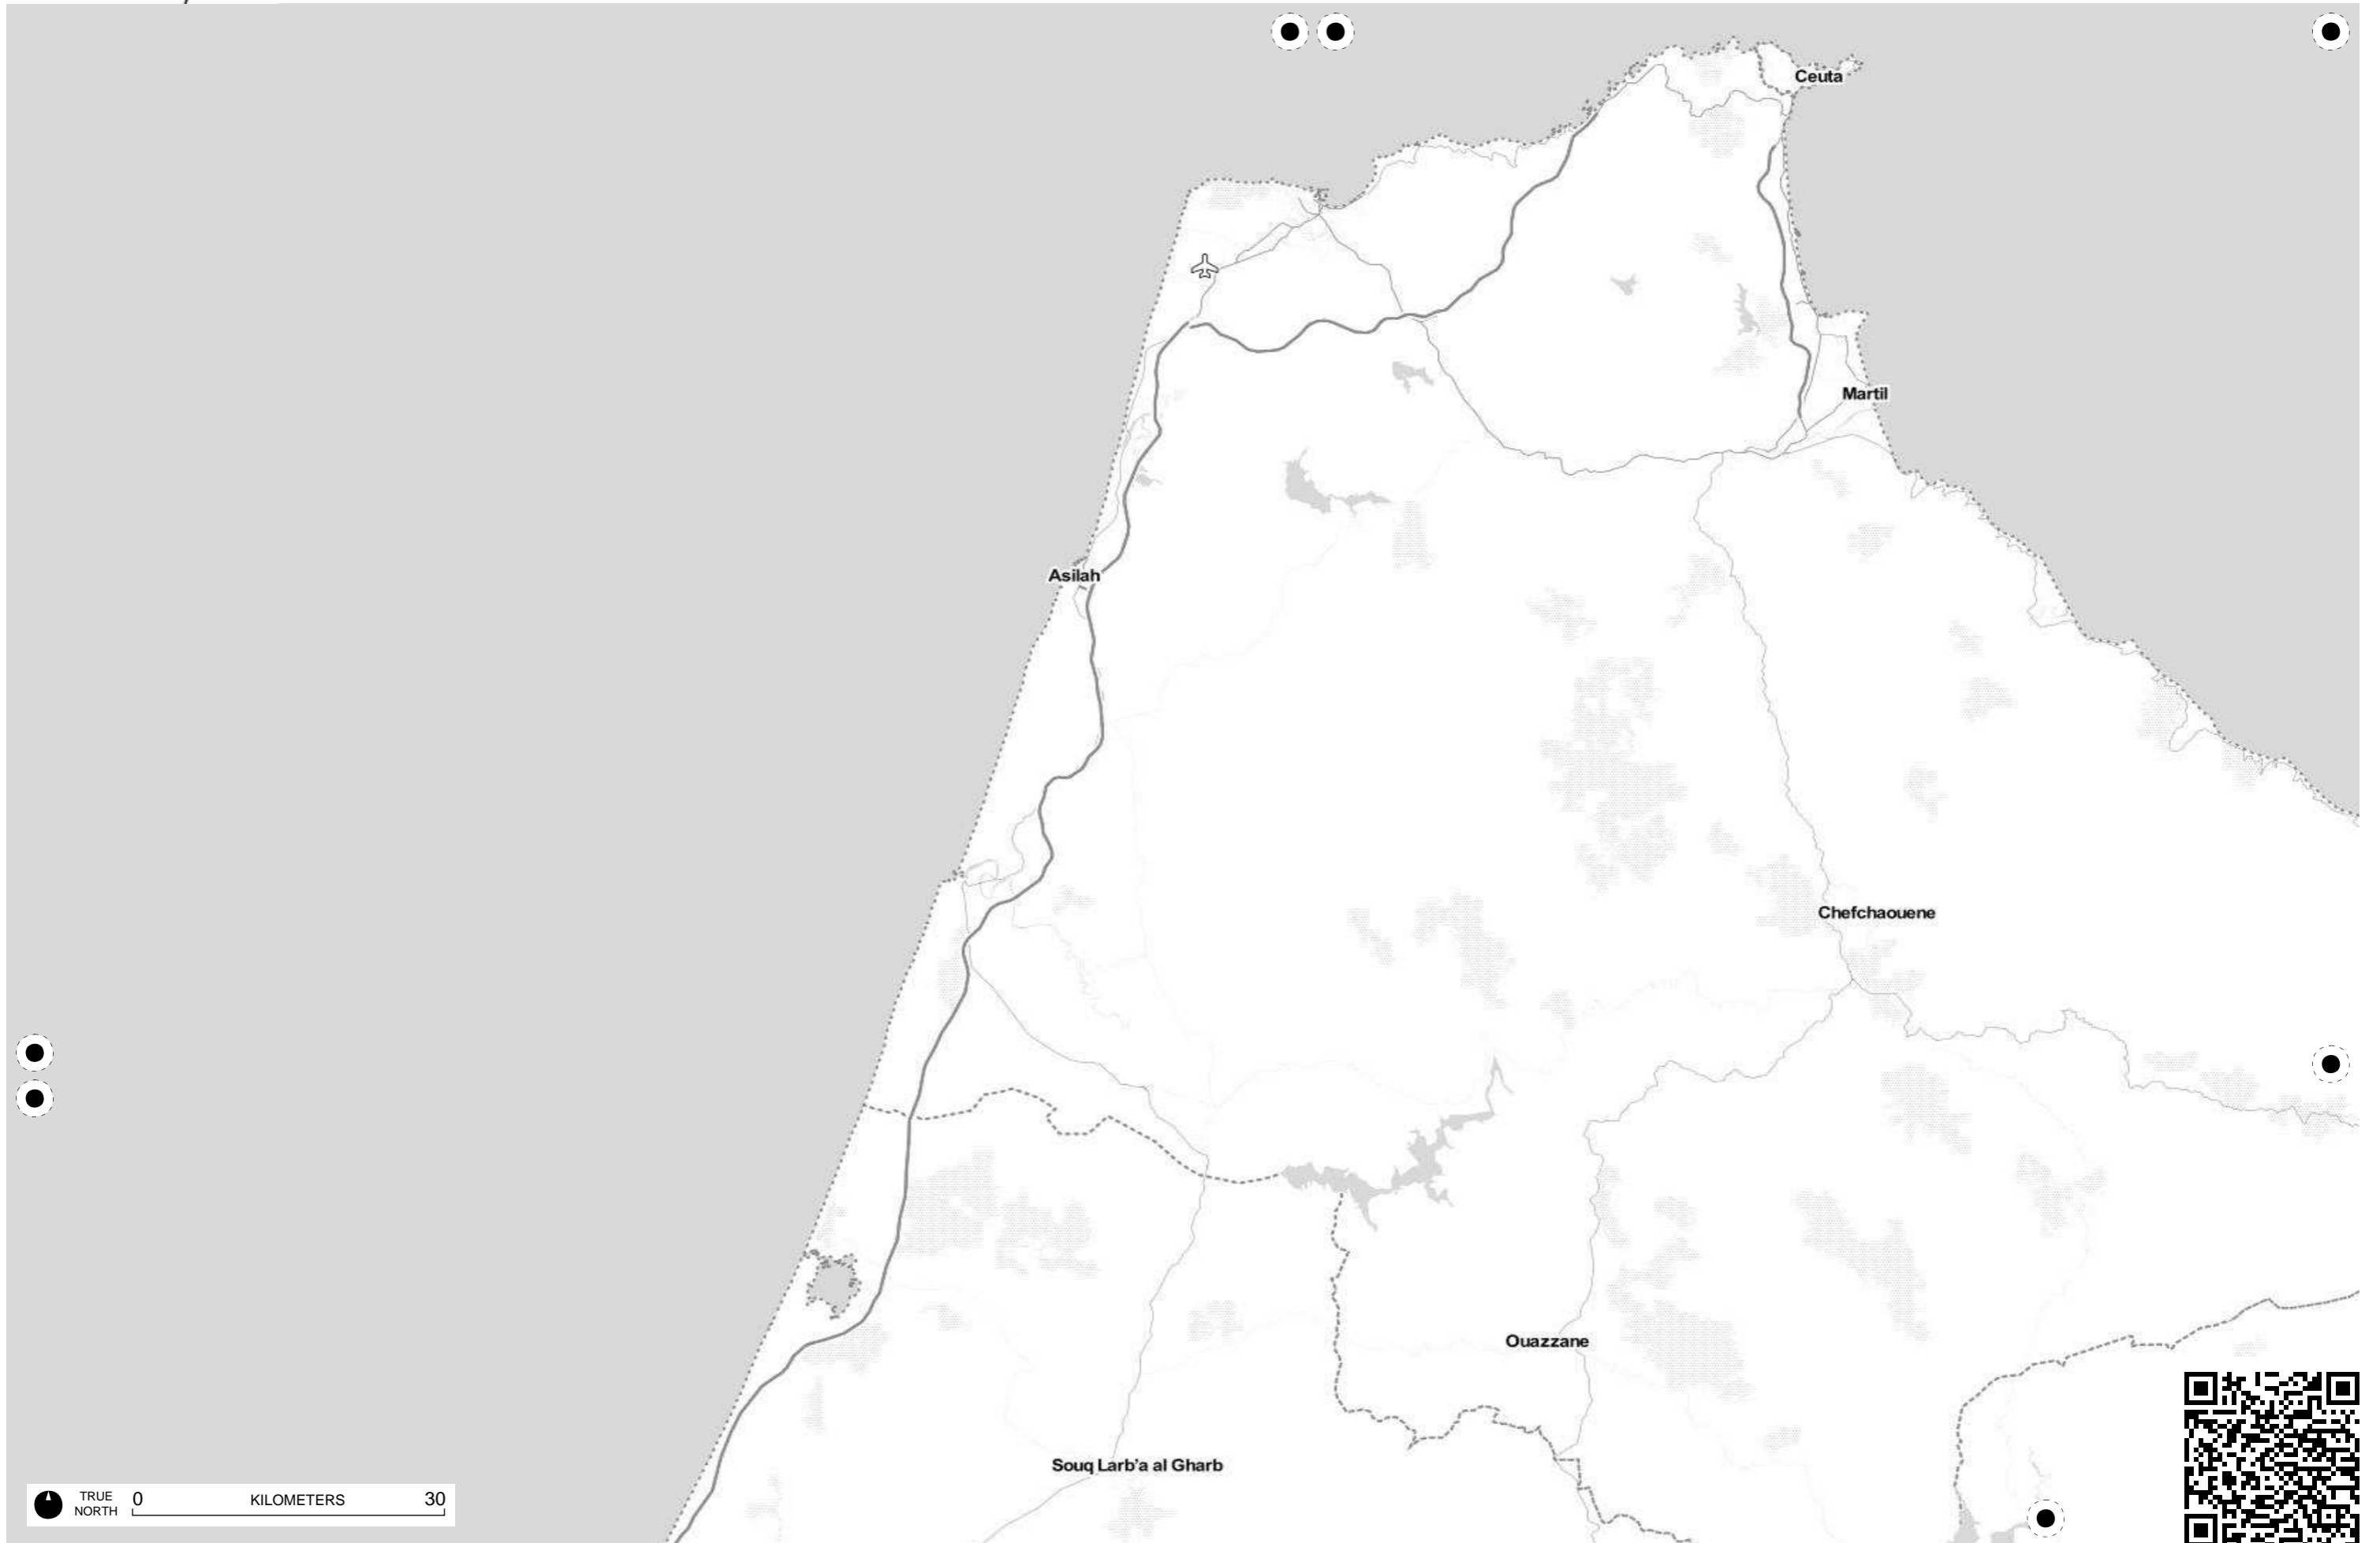 Ceuta
Martil
Asilah
Chefchaouene
Ouazzane
Souq Larb'a al Gharb
TRUE
NORTH
0 KILOMETERS 30